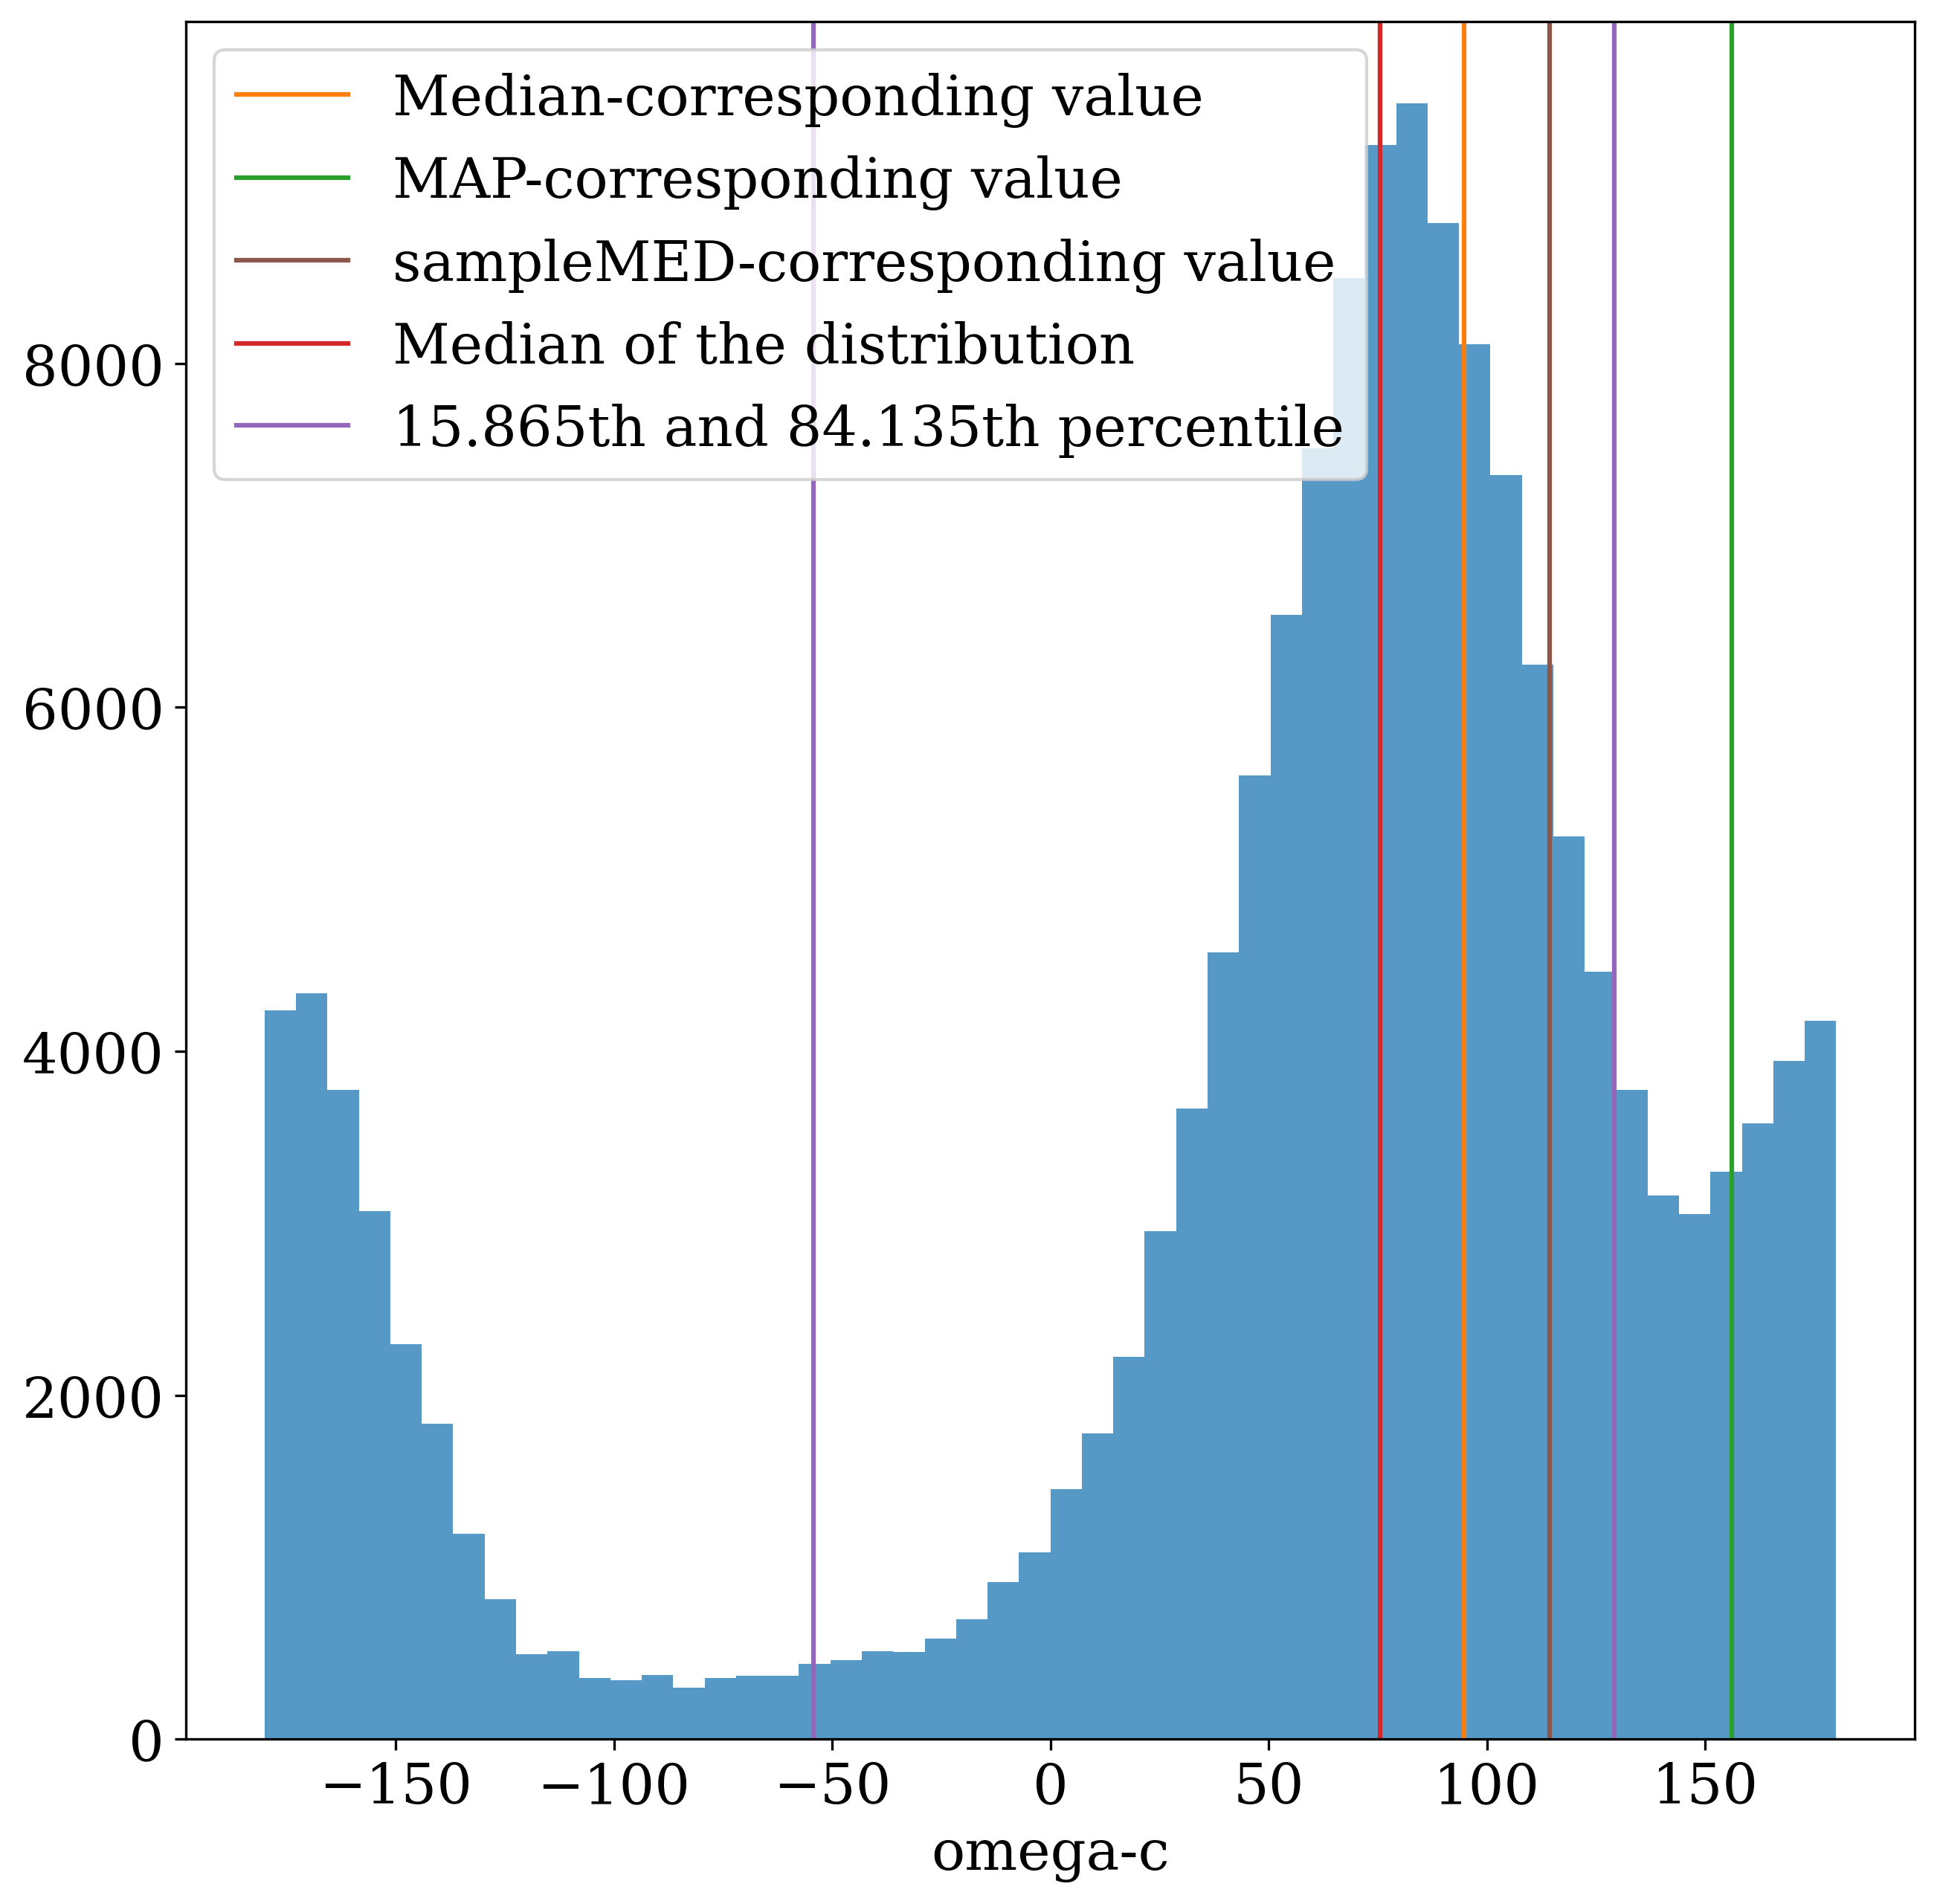 Median-corresponding value
MAP-corresponding value
sampleMED-corresponding value
Median of the distribution
15.865th and 84.135th percentile
8000
6000
4000
2000
0
−150 −100 −50 0 50 100 150
omega-c